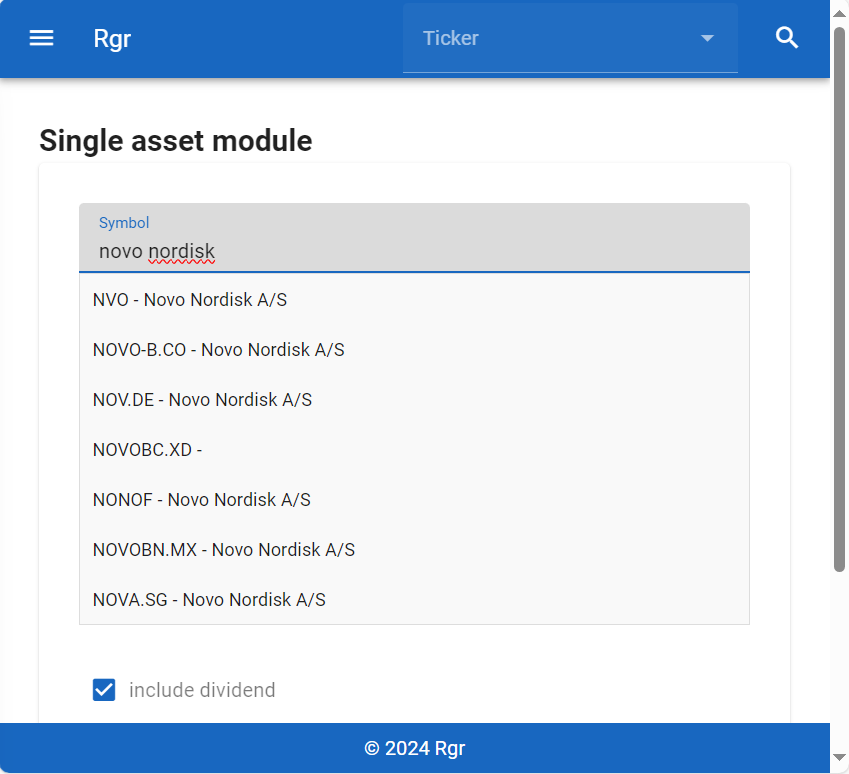 Rgr
Ticker
Single asset module
Symbol
novo nordisk
NVO - Novo Nordisk A/S
NOVO-B.CO - Novo Nordisk A/S
NOV.DE - Novo Nordisk A/S
NOVOBC.XD -
NONOF - Novo Nordisk A/S
NOVOBN.MX - Novo Nordisk A/S
NOVA.SG - Novo Nordisk A/S
include dividend
© 2024 Rgr